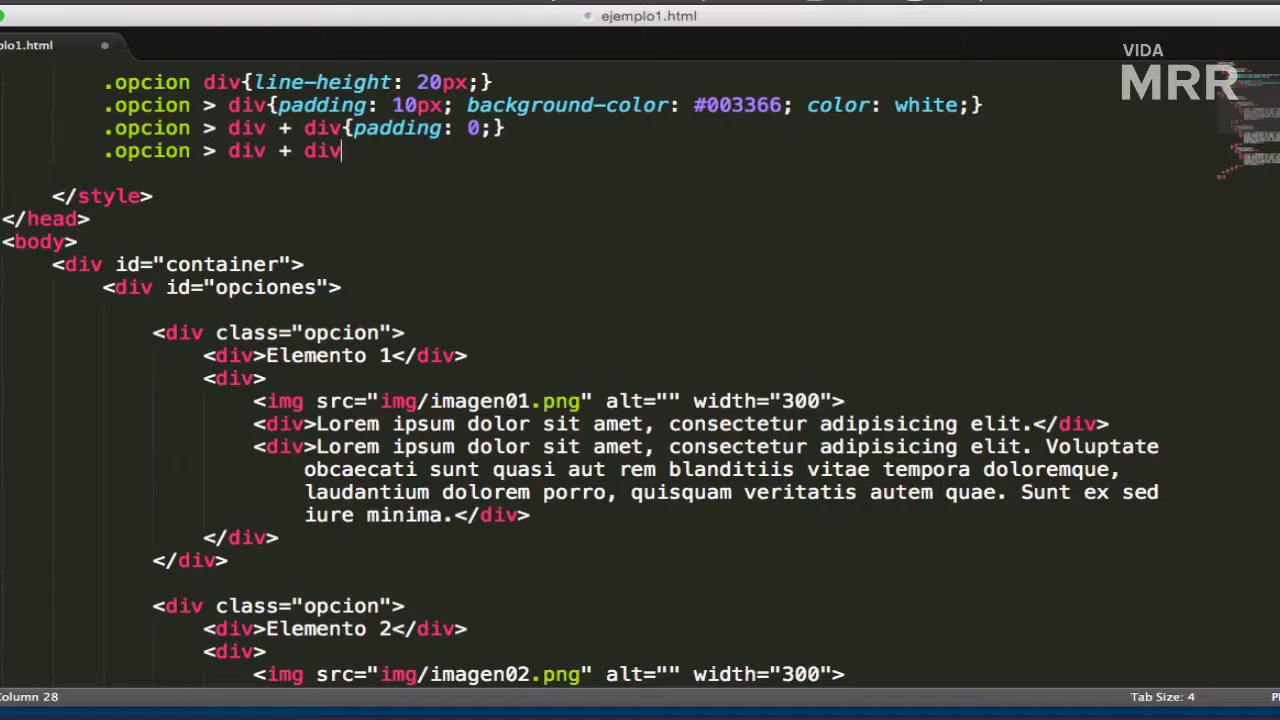 ejemplo1.html
plo1.html
VIDA
MRR
.opcion div{line-height: 20px;}
.opcion > div{padding: 10px; background-color: #003366; color: white;}
.opcion > div + div{padding: 0;}
.opcion > div + div
</style>
</head>
<body>
<div id="container">
<div id="opciones">
<div class="opcion">
<div>Elemento 1</div>
<div>
<img src="img/imagen01.png" alt="" width="300">
<div>Lorem ipsum dolor sit amet, consectetur adipisicing elit.</div>
<div>Lorem ipsum dolor sit amet, consectetur adipisicing elit. Voluptate
obcaecati sunt quasi aut rem blanditiis vitae tempora doloremque,
laudantium dolorem porro, quisquam veritatis autem quae. Sunt ex sed
iure minima.</div>
</div>
</div>
<div class="opcion">
<div>Elemento 2</div>
<div>
<img src="img/imagen02.png" alt="" width="300">
Column 28
Tab Size: 4